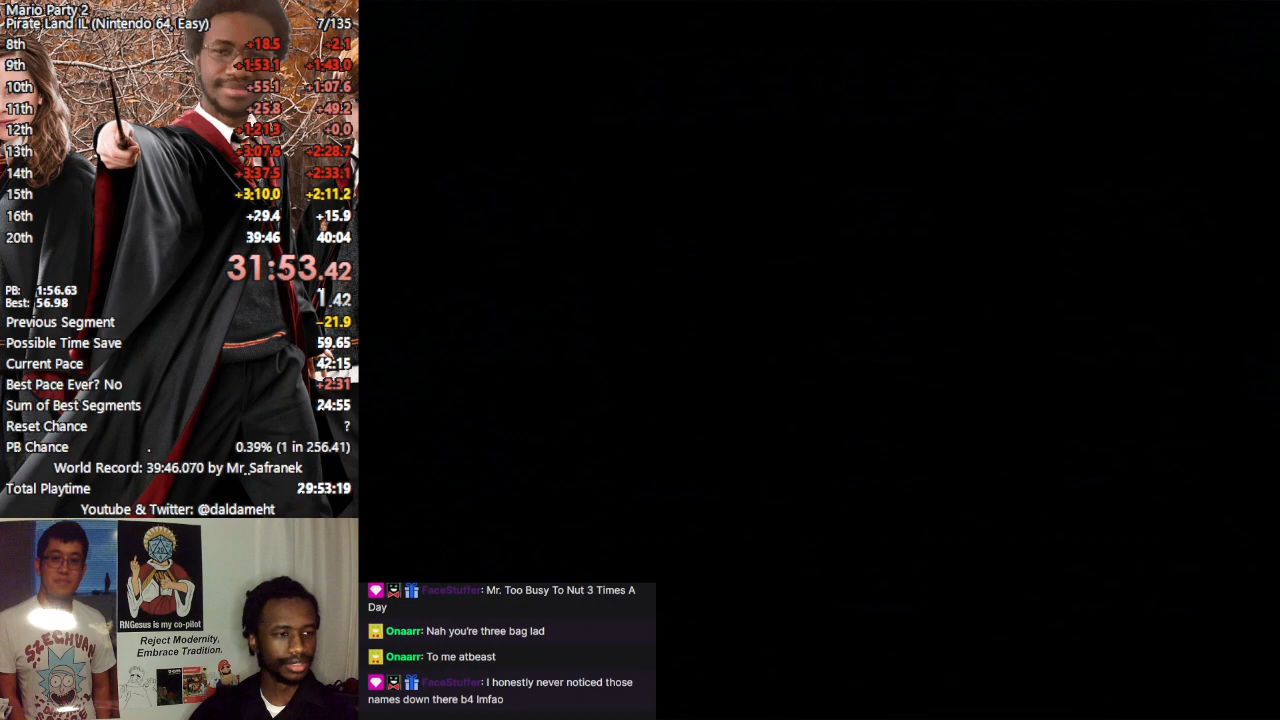 Mario Party 2
Pirate Land IL (Nintendo 64, Easy) 7/135
8th +18.5 +2.1
9th +1:53.1 +1:43.0
10th +55.1 +1:07.6
11th +25.8 +49.2
12th +1:21.3 +0.0
13th +3:07.6 +2:28.7
14th +3:37.5 +2:33.1
15th +3:10.0 +2:11.2
16th +29.4 +15.9
20th 39:46 40:04
31:53.42
PB: 1:56.63
Best: 56.98
1.42
Previous Segment -21.9
Possible Time Save 59.65
Current Pace 42:15
Best Pace Ever? No +2:31
Sum of Best Segments 24:55
Reset Chance ?
PB Chance 0.39% (1 in 256.41)
World Record: 39:46.070 by Mr_Safranek
Total Playtime 29:53:19
Youtube & Twitter: @daldameht
RNGesus is my co-pilot
Reject Modernity,
Embrace Tradition.
SZECHUAN
FaceStuffer: Mr. Too Busy To Nut 3 Times A
Day
Onaarr: Nah you're three bag lad
Onaarr: To me atbeast
FaceStuffer: I honestly never noticed those
names down there b4 lmfao